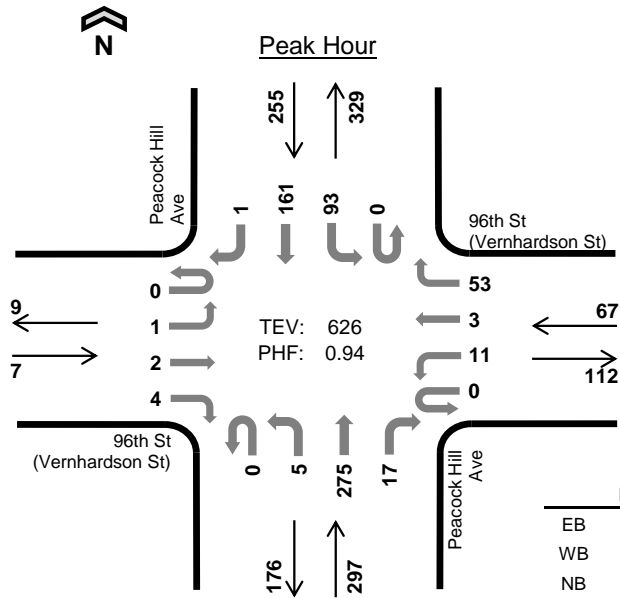 N
Peak Hour
255
329
Peacock Hill
Ave
1
161
93
0
96th St
(Vernhardson St)
0
53
9
1
3
67
TEV: 626
PHF: 0.94
7
2
11
112
4
0
96th St
(Vernhardson St)
0
5
275
17
Peacock Hill
Ave
176
297
EB
WB
NB